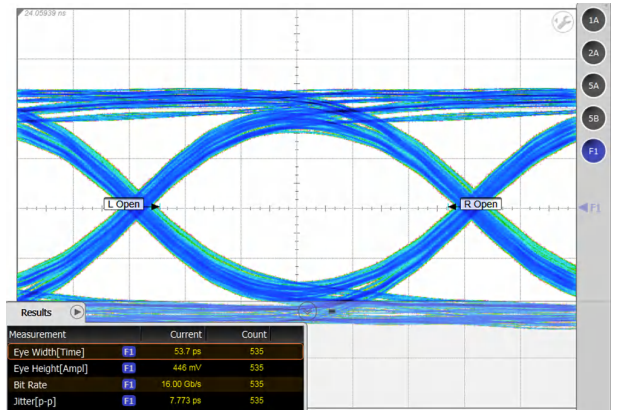 24.05939 ns
1A
2A
5A
5B
F1
L Open
R Open
F1
Results
Measurement Current Count
Eye Width[Time] F1 53.7 ps 535
Eye Height[Ampl] F1 446 mV 535
Bit Rate F1 16.00 Gb/s 535
Jitter[p-p] F1 7.773 ps 535